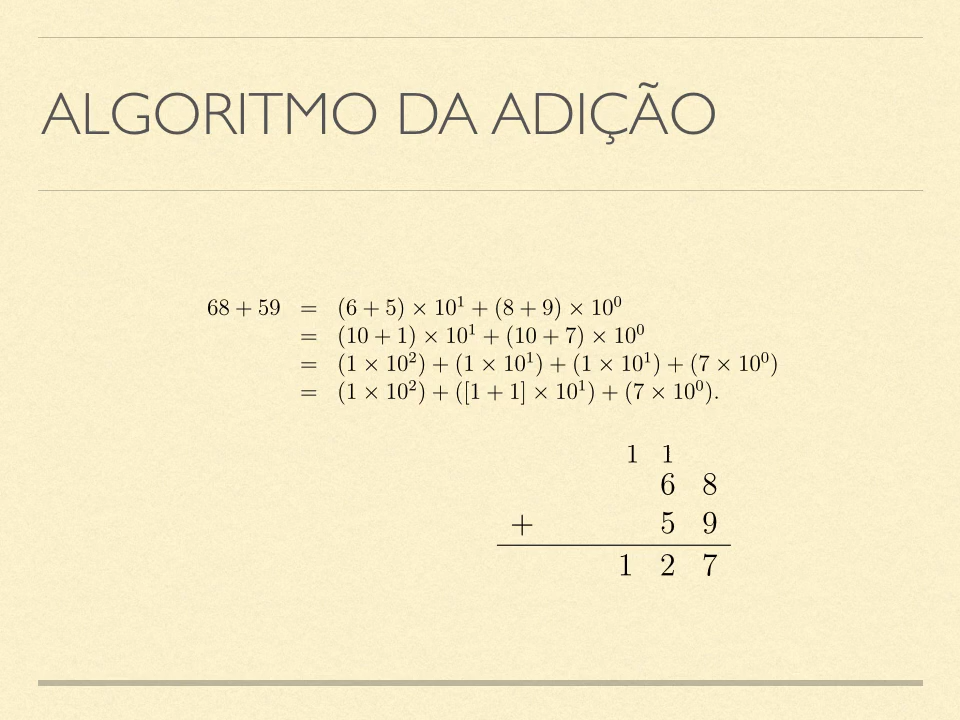 ALGORITMO DA ADIÇÃO
68 + 59 = (6 + 5) × 10¹ + (8 + 9) × 10⁰
= (10 + 1) × 10¹ + (10 + 7) × 10⁰
= (1 × 10²) + (1 × 10¹) + (1 × 10¹) + (7 × 10⁰)
= (1 × 10²) + ([1 + 1] × 10¹) + (7 × 10⁰).
1 1
6 8
+ 5 9
1 2 7